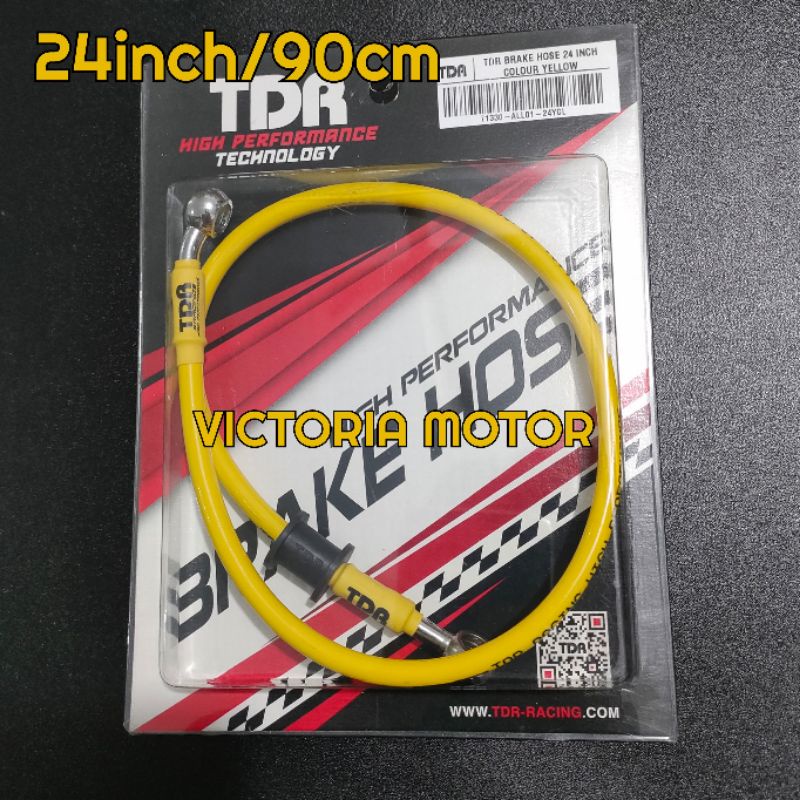 24inch/90cm
TDR
HIGH PERFORMANCE
TECHNOLOGY
TDR
TDR BRAKE HOSE 24 INCH
COLOUR YELLOW
TDR
HIGH PERFORMANCE
BRAKE HOSE
VICTORIA MOTOR
TDR
TDR
WWW.TDR-RACING.COM